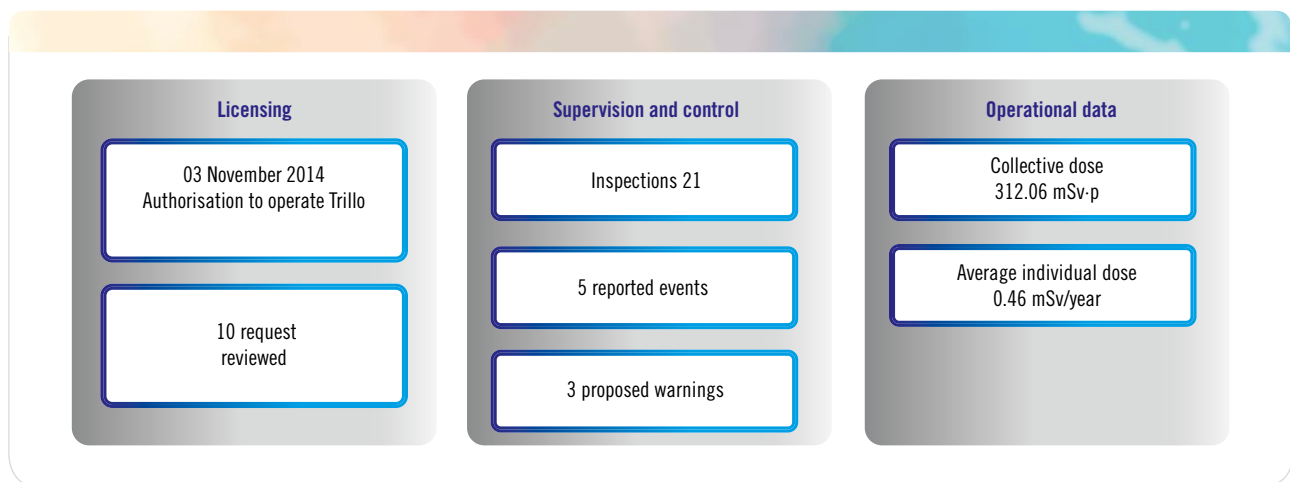 Licensing
03 November 2014
Authorisation to operate Trillo
10 request
reviewed
Supervision and control
Inspections 21
5 reported events
3 proposed warnings
Operational data
Collective dose
312.06 mSv·p
Average individual dose
0.46 mSv/year